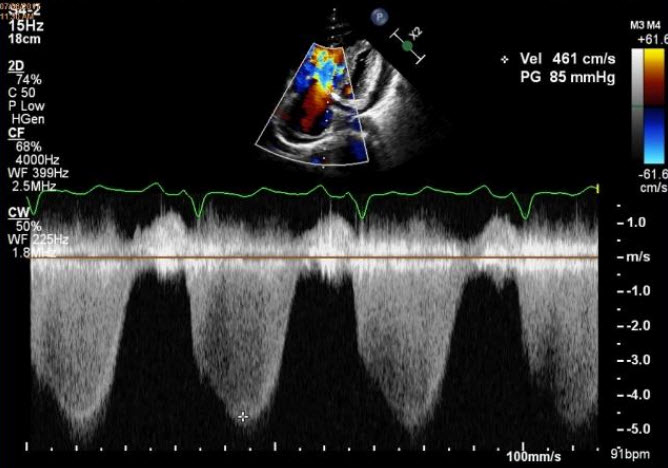 S4-2
15Hz
18cm
2D
74%
C 50
P Low
HGen
CF
68%
4000Hz
WF 399Hz
2.5MHz
CW
50%
WF 225Hz
1.8MHz
P
X2
Vel 461 cm/s
PG 85 mmHg
M3 M4
+61.6
-61.6
cm/s
1.0
m/s
-1.0
-2.0
-3.0
-4.0
-5.0
100mm/s
91bpm